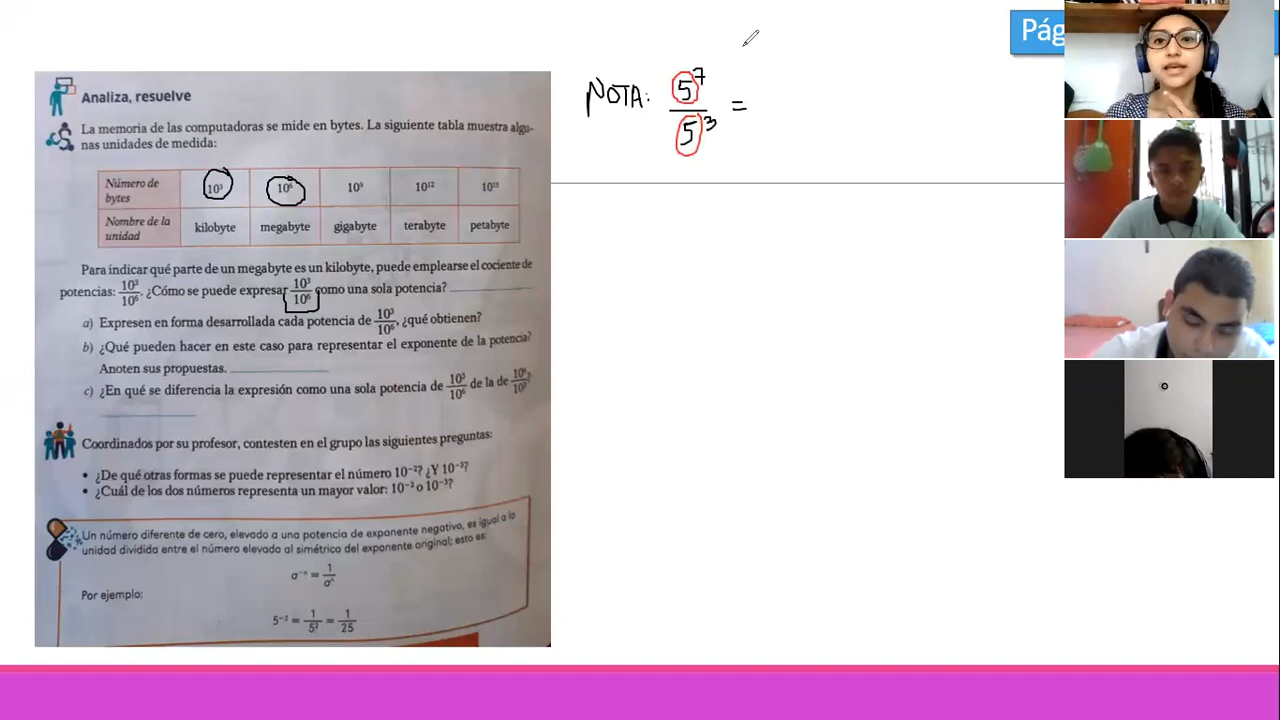 Pág
Analiza, resuelve
La memoria de las computadoras se mide en bytes. La siguiente tabla muestra algu-
nas unidades de medida:
Número de bytes 10³ 10⁶ 10⁹ 10¹² 10¹⁵
Nombre de la unidad kilobyte megabyte gigabyte terabyte petabyte
Para indicar qué parte de un megabyte es un kilobyte, puede emplearse el cociente de
potencias: 10³/10⁶. ¿Cómo se puede expresar 10³/10⁶ como una sola potencia?
a) Expresen en forma desarrollada cada potencia de 10³/10⁶, ¿qué obtienen?
b) ¿Qué pueden hacer en este caso para representar el exponente de la potencia?
Anoten sus propuestas.
c) ¿En qué se diferencia la expresión como una sola potencia de 10³/10⁶ de la de 10⁶/10³?
Coordinados por su profesor, contesten en el grupo las siguientes preguntas:
• ¿De qué otras formas se puede representar el número 10⁻²? ¿Y 10⁻³?
• ¿Cuál de los dos números representa un mayor valor: 10⁻² o 10⁻³?
Un número diferente de cero, elevado a una potencia de exponente negativo, es igual a la
unidad dividida entre el número elevado al simétrico del exponente original; esto es:
a⁻ⁿ = 1/aⁿ
Por ejemplo:
5⁻² = 1/5² = 1/25
NOTA: 5⁷/5³ =